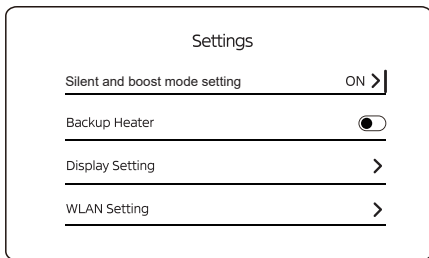 Settings
Silent and boost mode setting ON
Backup Heater
Display Setting
WLAN Setting